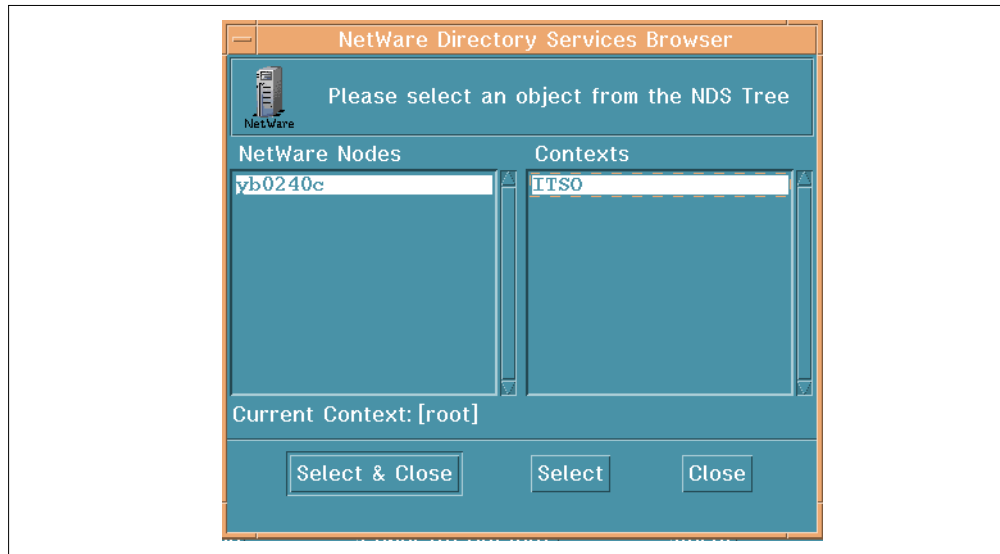 NetWare Directory Services Browser
Please select an object from the NDS Tree
NetWare
NetWare Nodes
Contexts
yb0240c
ITSO
Current Context: [root]
Select & Close
Select
Close